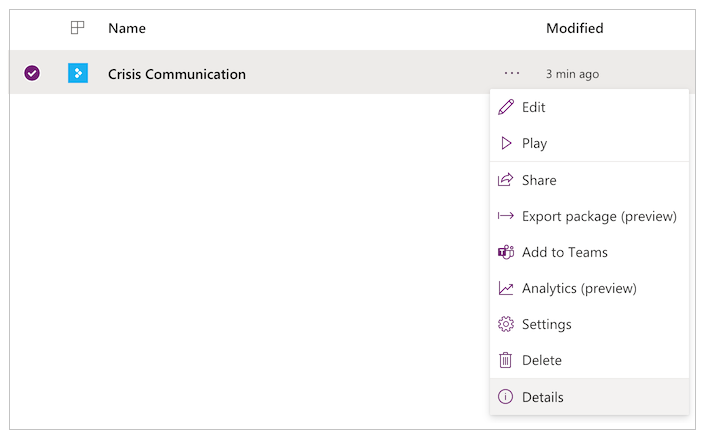 Name Modified
Crisis Communication ... 3 min ago
Edit
Play
Share
Export package (preview)
Add to Teams
Analytics (preview)
Settings
Delete
Details